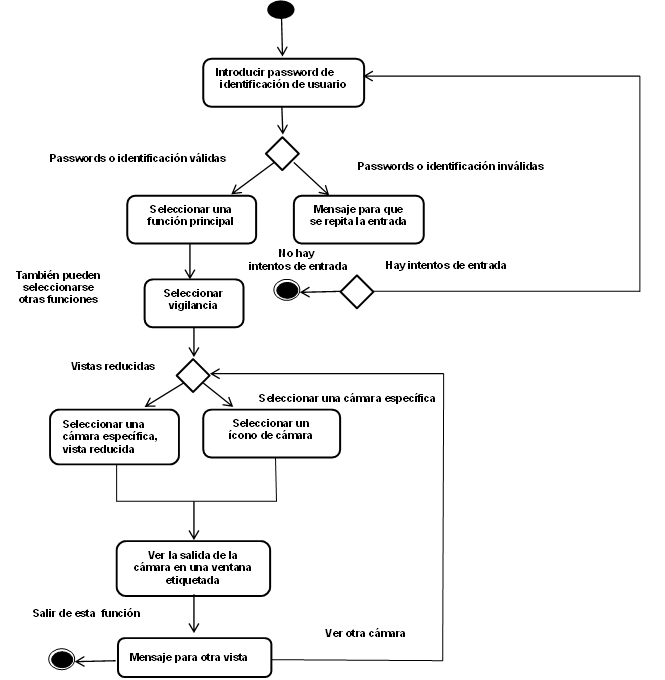 Introducir password de
identificación de usuario
Passwords o identificación válidas
Passwords o identificación inválidas
Seleccionar una
función principal
Mensaje para que
se repita la entrada
No hay
intentos de entrada
Hay intentos de entrada
También pueden
seleccionarse
otras funciones
Seleccionar
vigilancia
Vistas reducidas
Seleccionar una cámara específica
Seleccionar una
cámara específica,
vista reducida
Seleccionar un
ícono de cámara
Ver la salida de la
cámara en una ventana
etiquetada
Salir de esta función
Ver otra cámara
Mensaje para otra vista